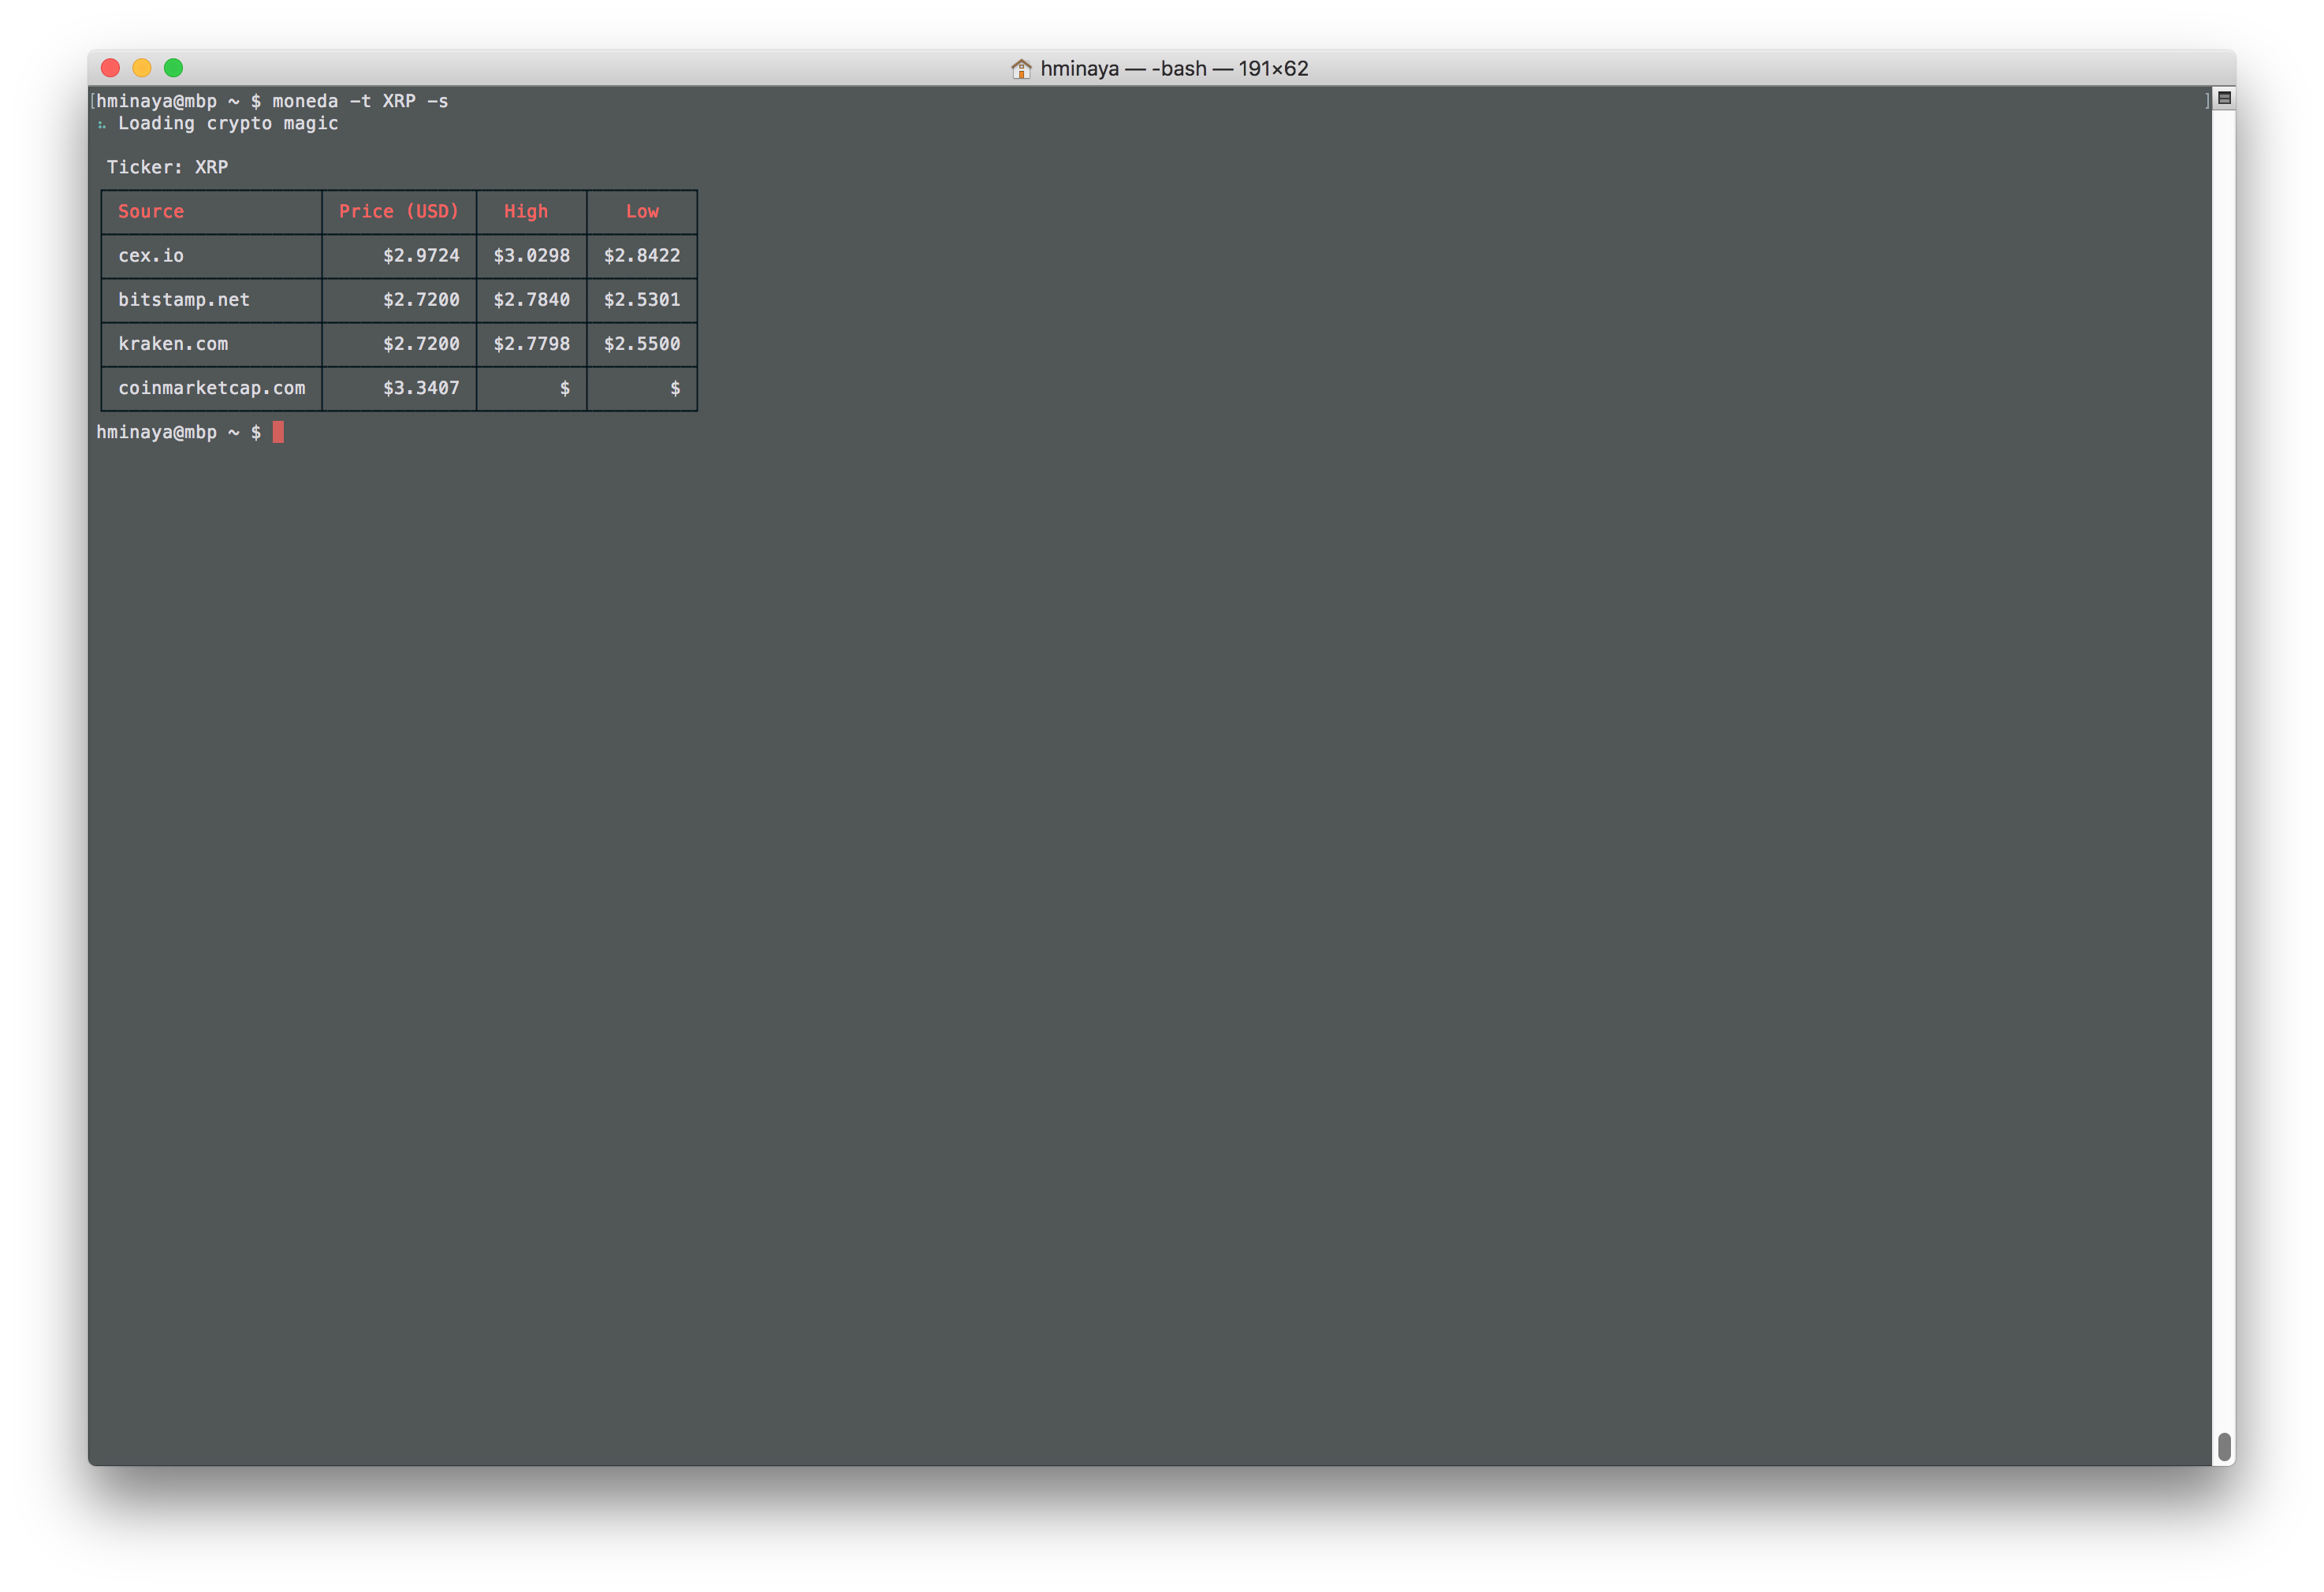 hminaya — -bash — 191×62
[hminaya@mbp ~ $ moneda -t XRP -s ]
Loading crypto magic
Ticker: XRP
Source Price (USD) High Low
cex.io $2.9724 $3.0298 $2.8422
bitstamp.net $2.7200 $2.7840 $2.5301
kraken.com $2.7200 $2.7798 $2.5500
coinmarketcap.com $3.3407 $ $
hminaya@mbp ~ $